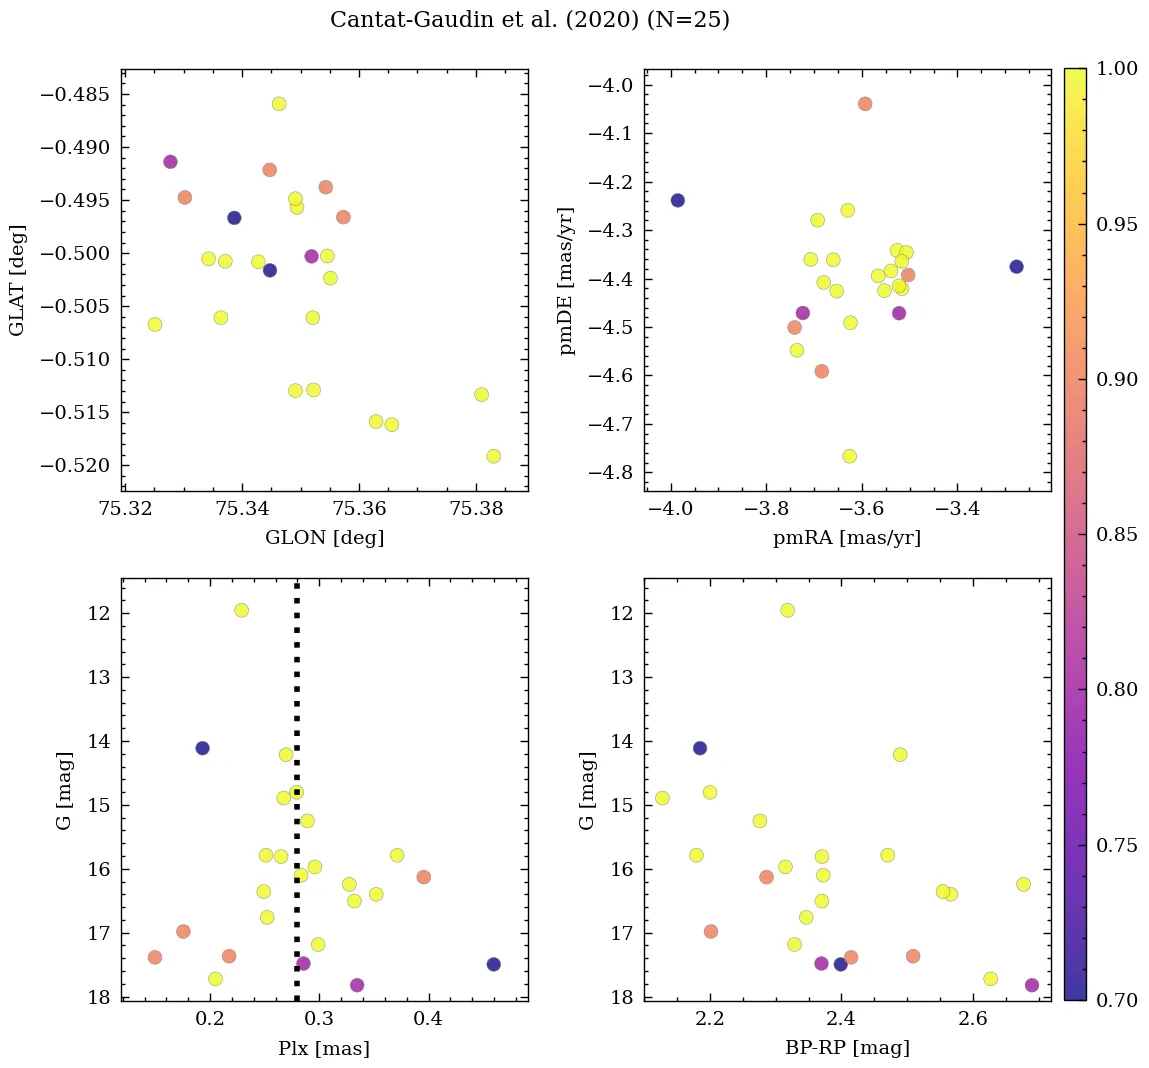 Cantat-Gaudin et al. (2020) (N=25)
−0.485
−0.490
−0.495
−0.500
−0.505
−0.510
−0.515
−0.520
GLAT [deg]
75.32 75.34 75.36 75.38
GLON [deg]
−4.0
−4.1
−4.2
−4.3
−4.4
−4.5
−4.6
−4.7
−4.8
pmDE [mas/yr]
−4.0 −3.8 −3.6 −3.4
pmRA [mas/yr]
12
13
14
15
16
17
18
G [mag]
0.2 0.3 0.4
Plx [mas]
12
13
14
15
16
17
18
G [mag]
2.2 2.4 2.6
BP-RP [mag]
1.00
0.95
0.90
0.85
0.80
0.75
0.70